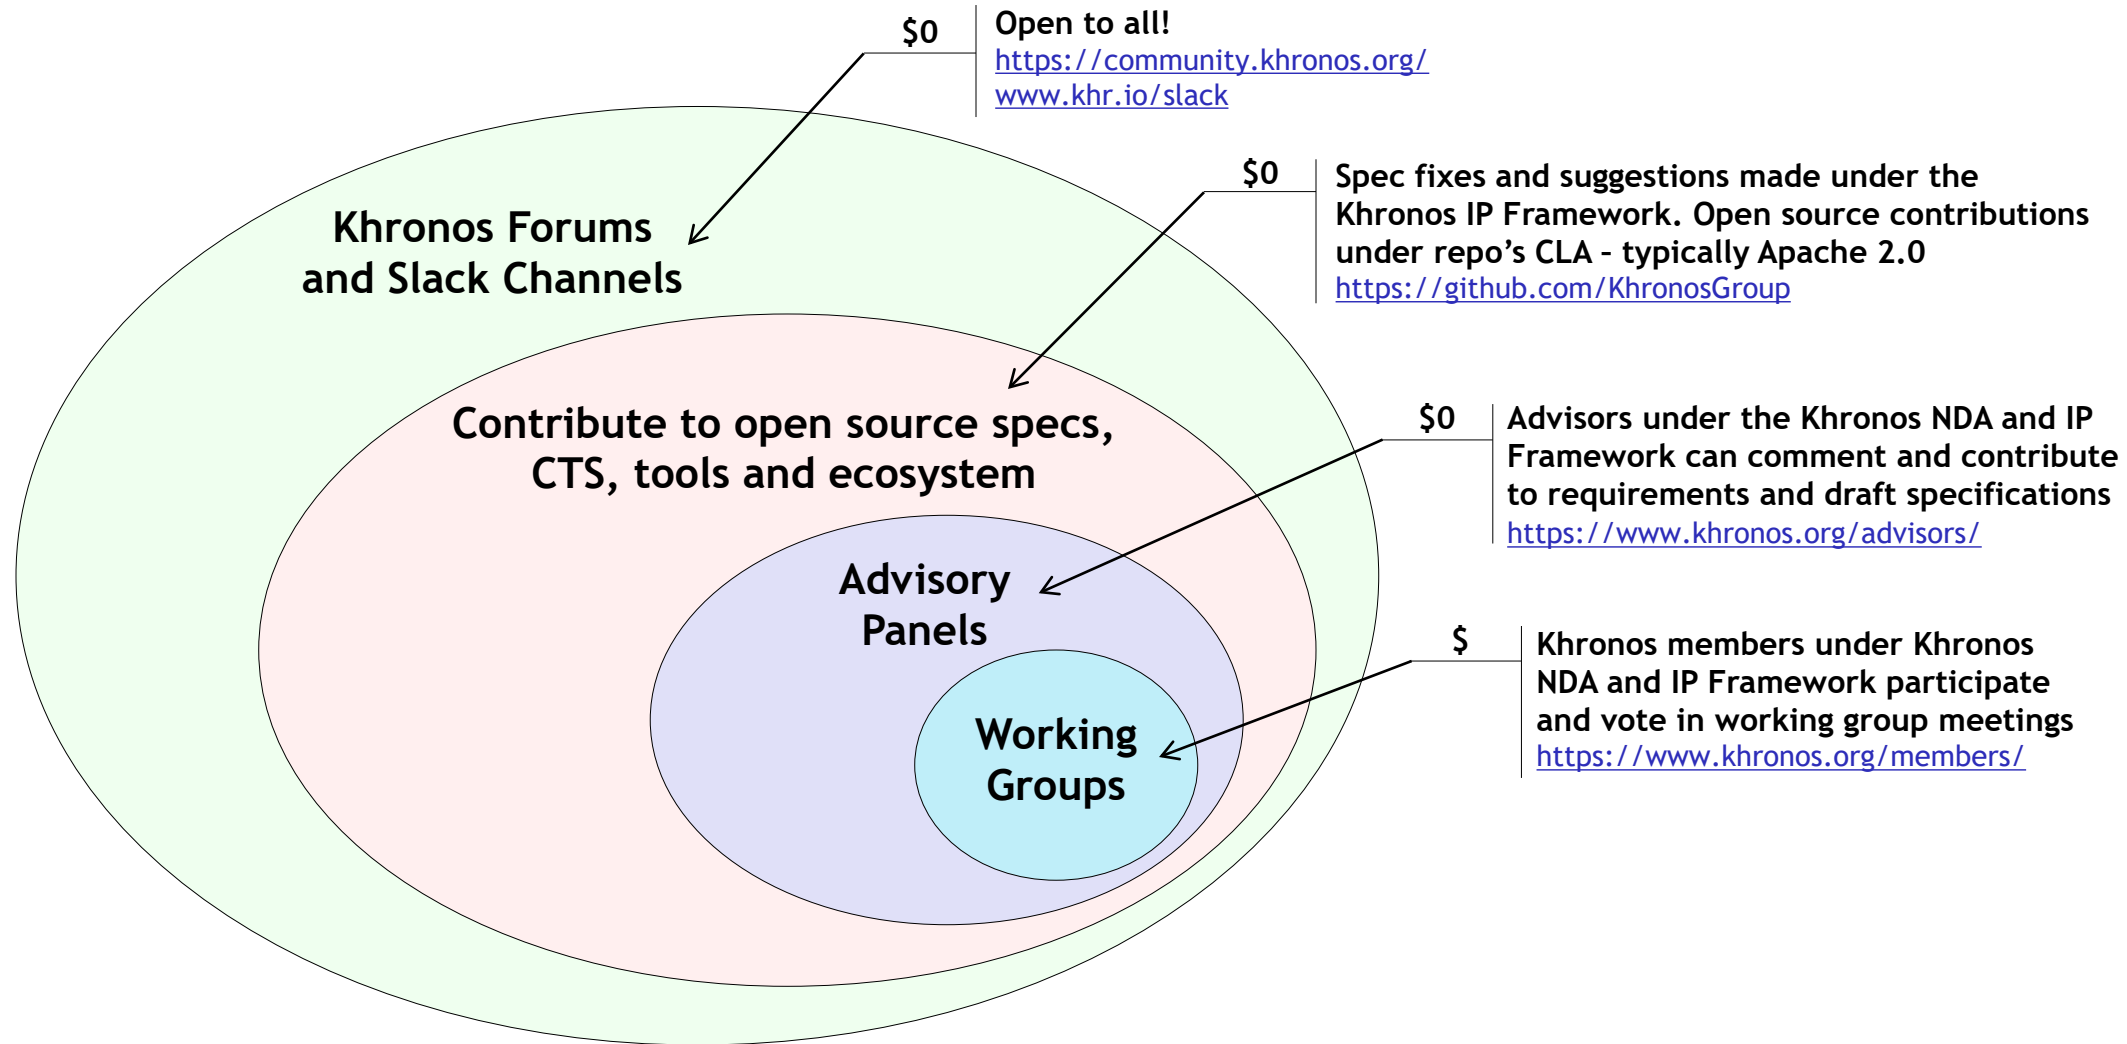 $0
Open to all!
https://community.khronos.org/
www.khr.io/slack
$0
Spec fixes and suggestions made under the
Khronos IP Framework. Open source contributions
under repo’s CLA – typically Apache 2.0
https://github.com/KhronosGroup
Khronos Forums
and Slack Channels
$0
Advisors under the Khronos NDA and IP
Framework can comment and contribute
to requirements and draft specifications
https://www.khronos.org/advisors/
Contribute to open source specs,
CTS, tools and ecosystem
Advisory
Panels
$
Khronos members under Khronos
NDA and IP Framework participate
and vote in working group meetings
https://www.khronos.org/members/
Working
Groups